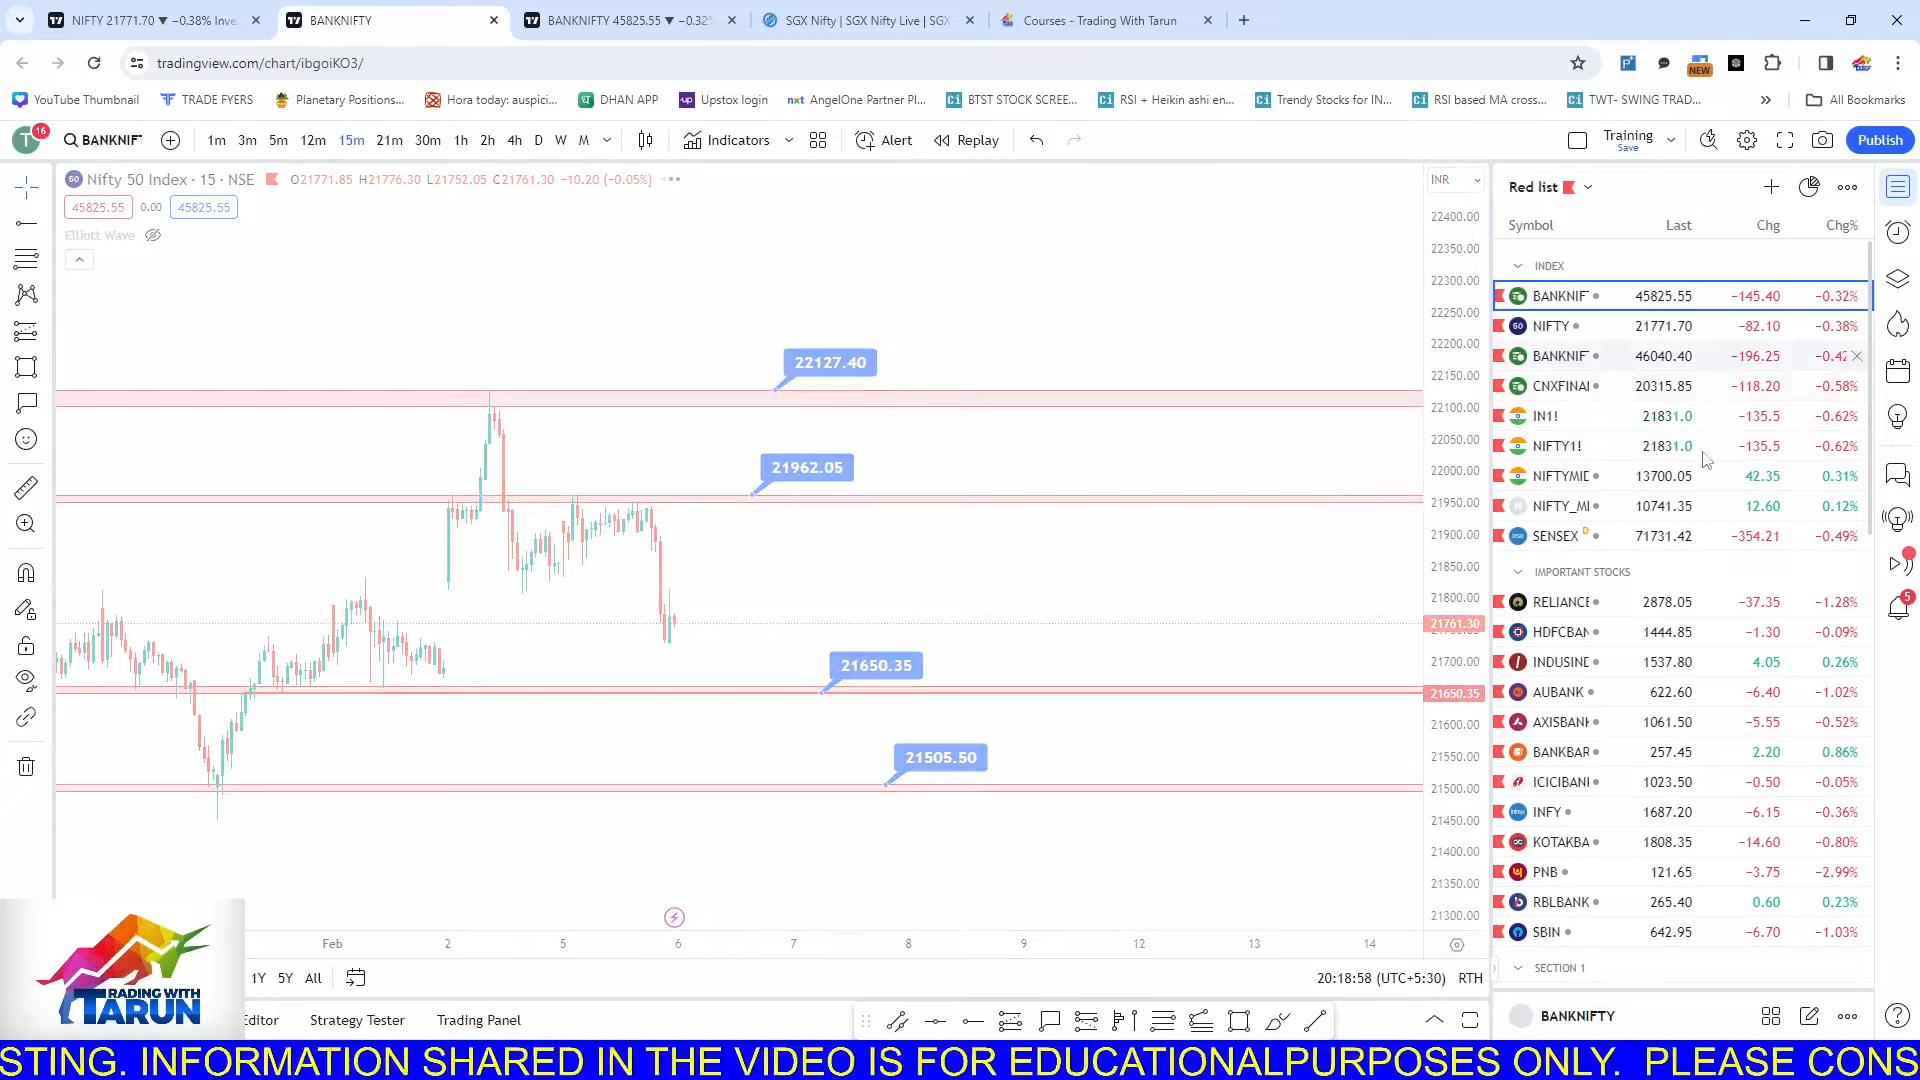 NIFTY 21771.70 ▼ −0.38% Inve
BANKNIFTY
BANKNIFTY 45825.55 ▼ −0.32%
SGX Nifty | SGX Nifty Live | SGX
Courses - Trading With Tarun
tradingview.com/chart/ibgoiKO3/
NEW
YouTube Thumbnail
TRADE FYERS
Planetary Positions...
Hora today: auspici...
DHAN APP
Upstox login
nxt AngelOne Partner Pl...
BTST STOCK SCREE...
RSI + Heikin ashi en...
Trendy Stocks for IN...
RSI based MA cross...
TWT- SWING TRAD...
All Bookmarks
T 16
BANKNIF
1m 3m 5m 12m 15m 21m 30m 1h 2h 4h D W M
Indicators
Alert
Replay
Training
Save
Publish
50 Nifty 50 Index · 15 · NSE
O21771.85 H21776.30 L21752.05 C21761.30 −10.20 (−0.05%)
45825.55 0.00 45825.55
Elliott Wave
INR
22400.00
22350.00
22300.00
22250.00
22200.00
22150.00
22100.00
22050.00
22000.00
21950.00
21900.00
21850.00
21800.00
21761.30
21700.00
21650.35
21600.00
21550.00
21500.00
21450.00
21400.00
21350.00
21300.00
22127.40
21962.05
21650.35
21505.50
Feb 2 5 6 7 8 9 12 13 14
1Y 5Y All
20:18:58 (UTC+5:30) RTH
Editor
Strategy Tester
Trading Panel
Red list
Symbol Last Chg Chg%
INDEX
BANKNIF 45825.55 −145.40 −0.32%
50 NIFTY 21771.70 −82.10 −0.38%
BANKNIF 46040.40 −196.25 −0.42
CNXFINAI 20315.85 −118.20 −0.58%
IN1! 21831.0 −135.5 −0.62%
NIFTY1! 21831.0 −135.5 −0.62%
NIFTYMIE 13700.05 42.35 0.31%
NIFTY_MI 10741.35 12.60 0.12%
SENSEX D 71731.42 −354.21 −0.49%
IMPORTANT STOCKS
RELIANCE 2878.05 −37.35 −1.28%
HDFCBAN 1444.85 −1.30 −0.09%
INDUSINE 1537.80 4.05 0.26%
AUBANK 622.60 −6.40 −1.02%
AXISBANK 1061.50 −5.55 −0.52%
BANKBAR 257.45 2.20 0.86%
ICICIBANI 1023.50 −0.50 −0.05%
INFY 1687.20 −6.15 −0.36%
KOTAKBA 1808.35 −14.60 −0.80%
PNB 121.65 −3.75 −2.99%
RBLBANK 265.40 0.60 0.23%
SBIN 642.95 −6.70 −1.03%
SECTION 1
BANKNIFTY
5
TRADING WITH
TARUN
STING. INFORMATION SHARED IN THE VIDEO IS FOR EDUCATIONALPURPOSES ONLY. PLEASE CONS